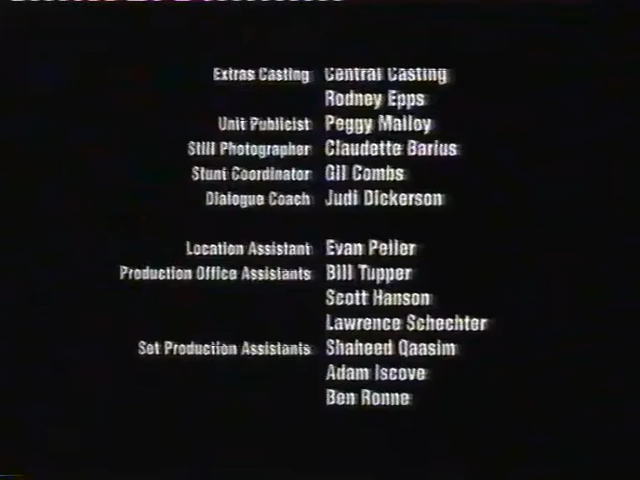 Extras Casting Central Casting
Rodney Epps
Unit Publicist Peggy Malloy
Still Photographer Claudette Barius
Stunt Coordinator Gil Combs
Dialogue Coach Judi Dickerson
Location Assistant Evan Peller
Production Office Assistants Bill Tupper
Scott Hanson
Lawrence Schechter
Set Production Assistants Shaheed Qaasim
Adam Iscove
Ben Ronne